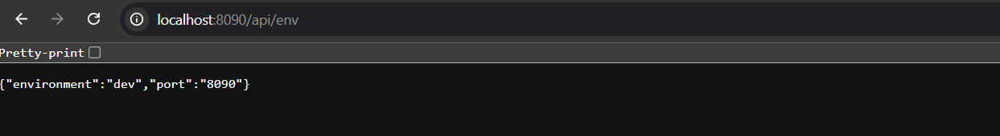 localhost:8090/api/env
Pretty-print
{"environment":"dev","port":"8090"}